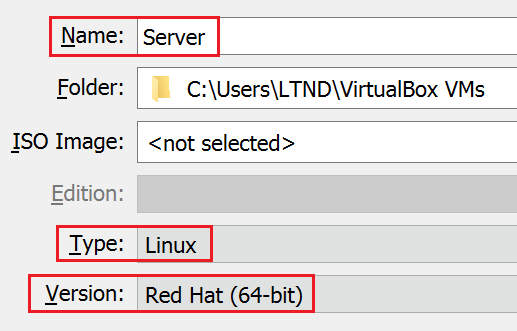 Name: Server
Folder: C:\Users\LTND\VirtualBox VMs
ISO Image: <not selected>
Edition:
Type: Linux
Version: Red Hat (64-bit)